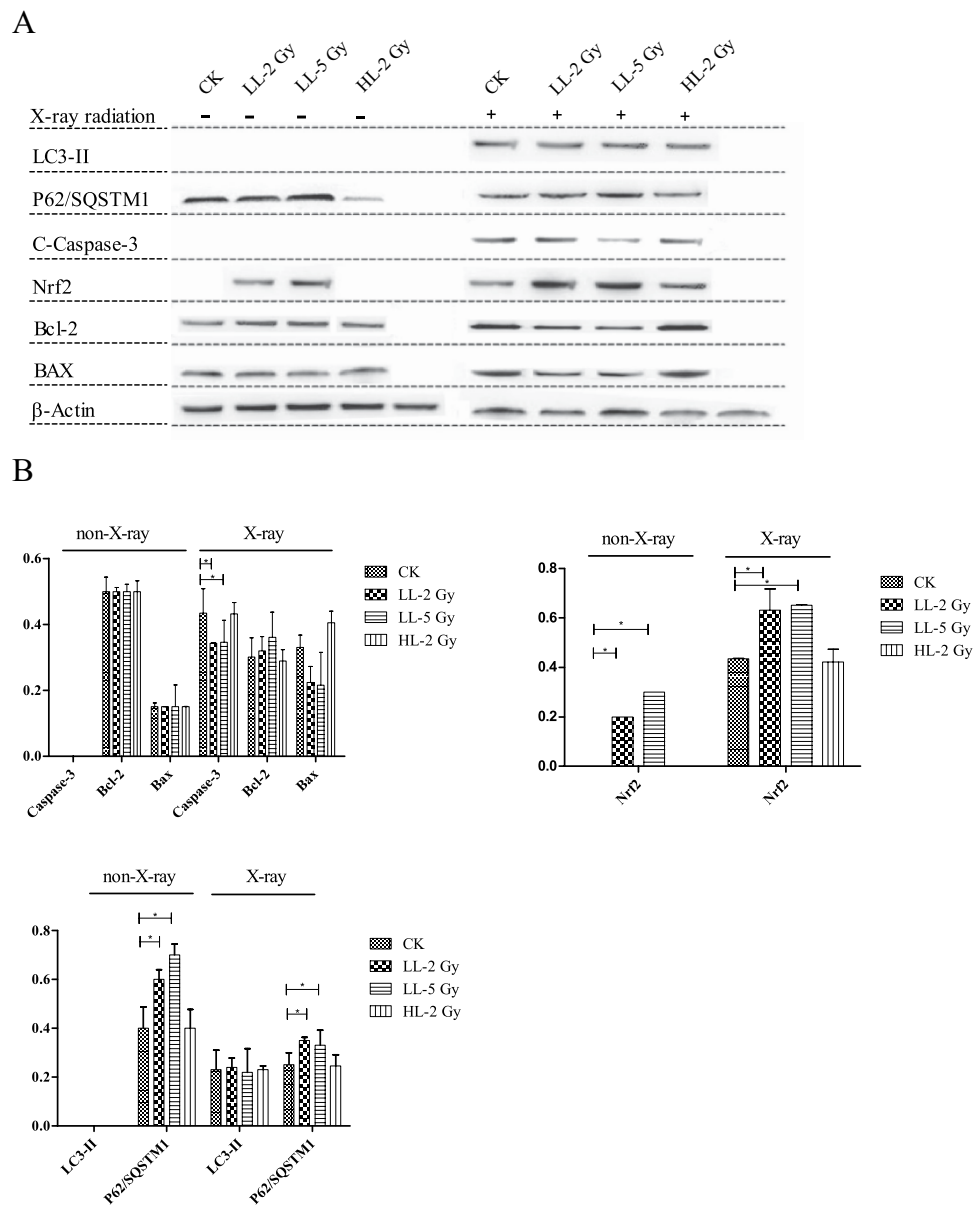 A
CK LL-2 Gy LL-5 Gy HL-2 Gy CK LL-2 Gy LL-5 Gy HL-2 Gy
X-ray radiation - - - - + + + +
LC3-II
P62/SQSTM1
C-Caspase-3
Nrf2
Bcl-2
BAX
β-Actin
B
non-X-ray X-ray
0.6
0.4
0.2
0.0
* *
Caspase-3 Bcl-2 Bax Caspase-3 Bcl-2 Bax
CK
LL-2 Gy
LL-5 Gy
HL-2 Gy
non-X-ray X-ray
0.8
0.6
0.4
0.2
0.0
* * * *
Nrf2 Nrf2
CK
LL-2 Gy
LL-5 Gy
HL-2 Gy
non-X-ray X-ray
0.8
0.6
0.4
0.2
0.0
* * * *
LC3-II P62/SQSTM1 LC3-II P62/SQSTM1
CK
LL-2 Gy
LL-5 Gy
HL-2 Gy